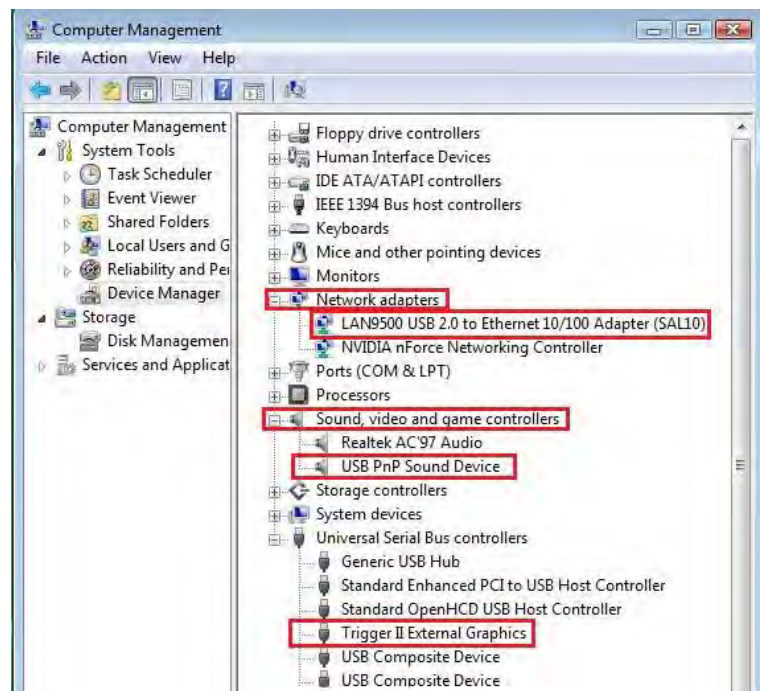 Computer Management
File Action View Help
Computer Management
System Tools
Task Scheduler
Event Viewer
Shared Folders
Local Users and G
Reliability and Per
Device Manager
Storage
Disk Managemen
Services and Applicat
Floppy drive controllers
Human Interface Devices
IDE ATA/ATAPI controllers
IEEE 1394 Bus host controllers
Keyboards
Mice and other pointing devices
Monitors
Network adapters
LAN9500 USB 2.0 to Ethernet 10/100 Adapter (SAL10)
NVIDIA nForce Networking Controller
Ports (COM & LPT)
Processors
Sound, video and game controllers
Realtek AC'97 Audio
USB PnP Sound Device
Storage controllers
System devices
Universal Serial Bus controllers
Generic USB Hub
Standard Enhanced PCI to USB Host Controller
Standard OpenHCD USB Host Controller
Trigger II External Graphics
USB Composite Device
USB Composite Device